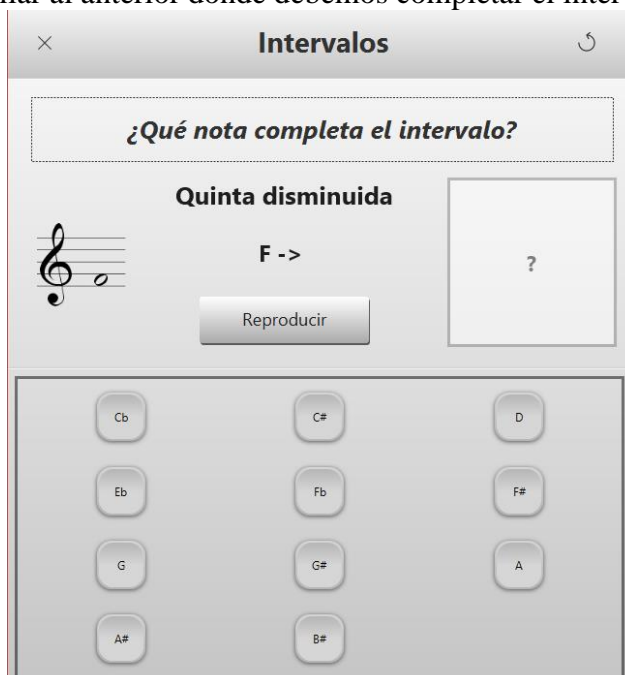 nar al anterior donde debemos completar el inter
Intervalos
¿Qué nota completa el intervalo?
Quinta disminuida
F ->
?
Reproducir
Cb C# D
Eb Fb F#
G G# A
A# B#